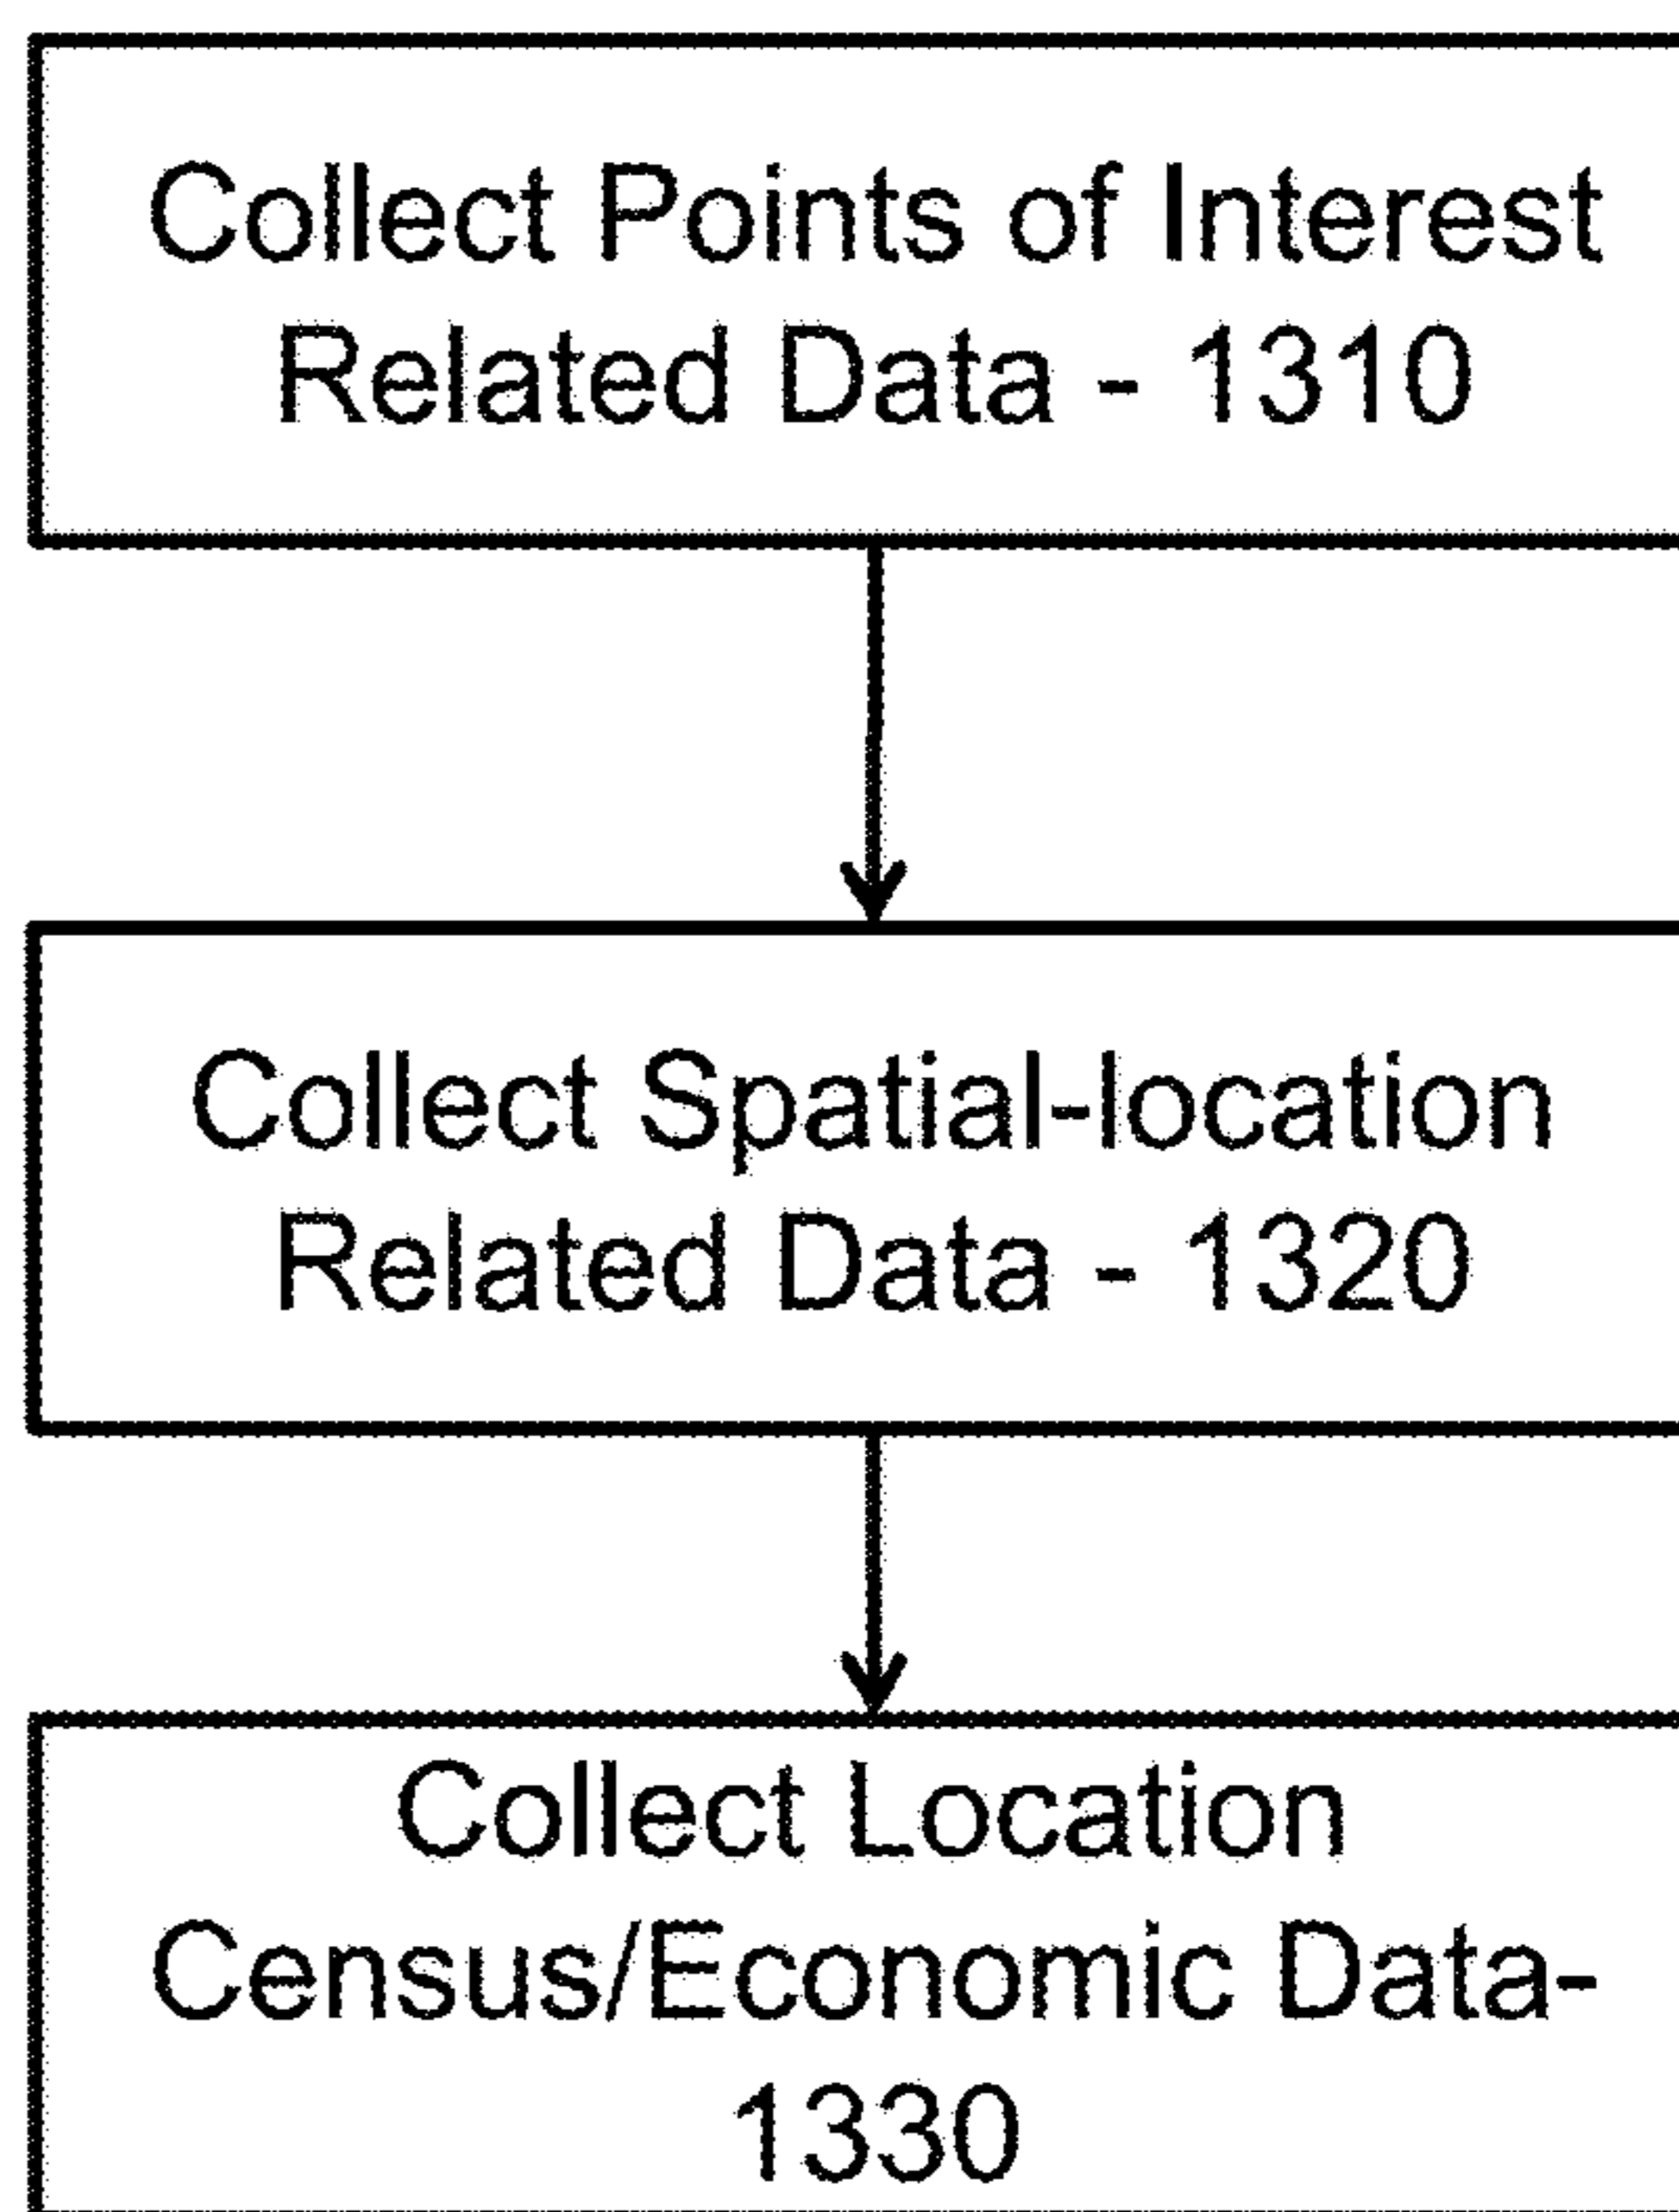 Collect Points of Interest
Related Data - 1310
Collect Spatial-location
Related Data - 1320
Collect Location
Census/Economic Data-
1330